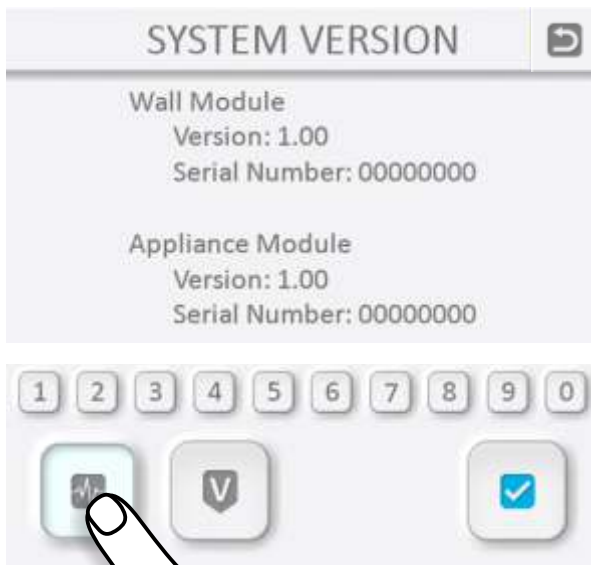 SYSTEM VERSION
Wall Module
Version: 1.00
Serial Number: 00000000
Appliance Module
Version: 1.00
Serial Number: 00000000
1 2 3 4 5 6 7 8 9 0
V